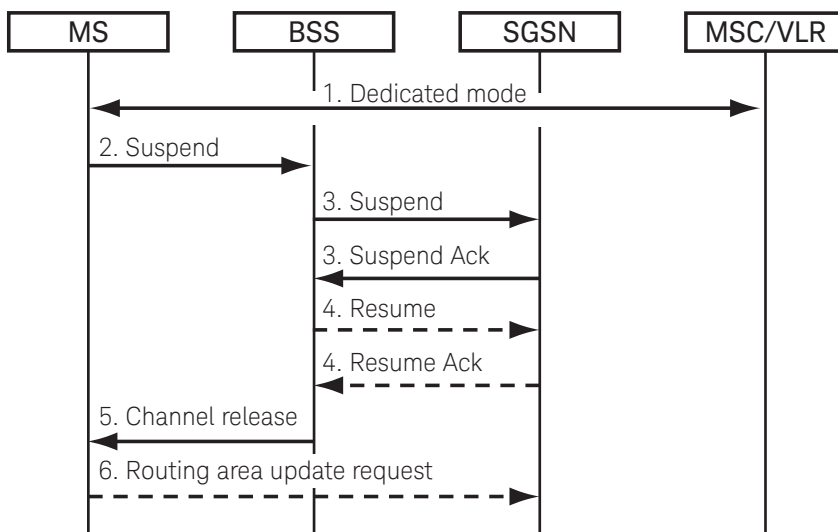 MS
BSS
SGSN
MSC/VLR
1. Dedicated mode
2. Suspend
3. Suspend
3. Suspend Ack
4. Resume
4. Resume Ack
5. Channel release
6. Routing area update request